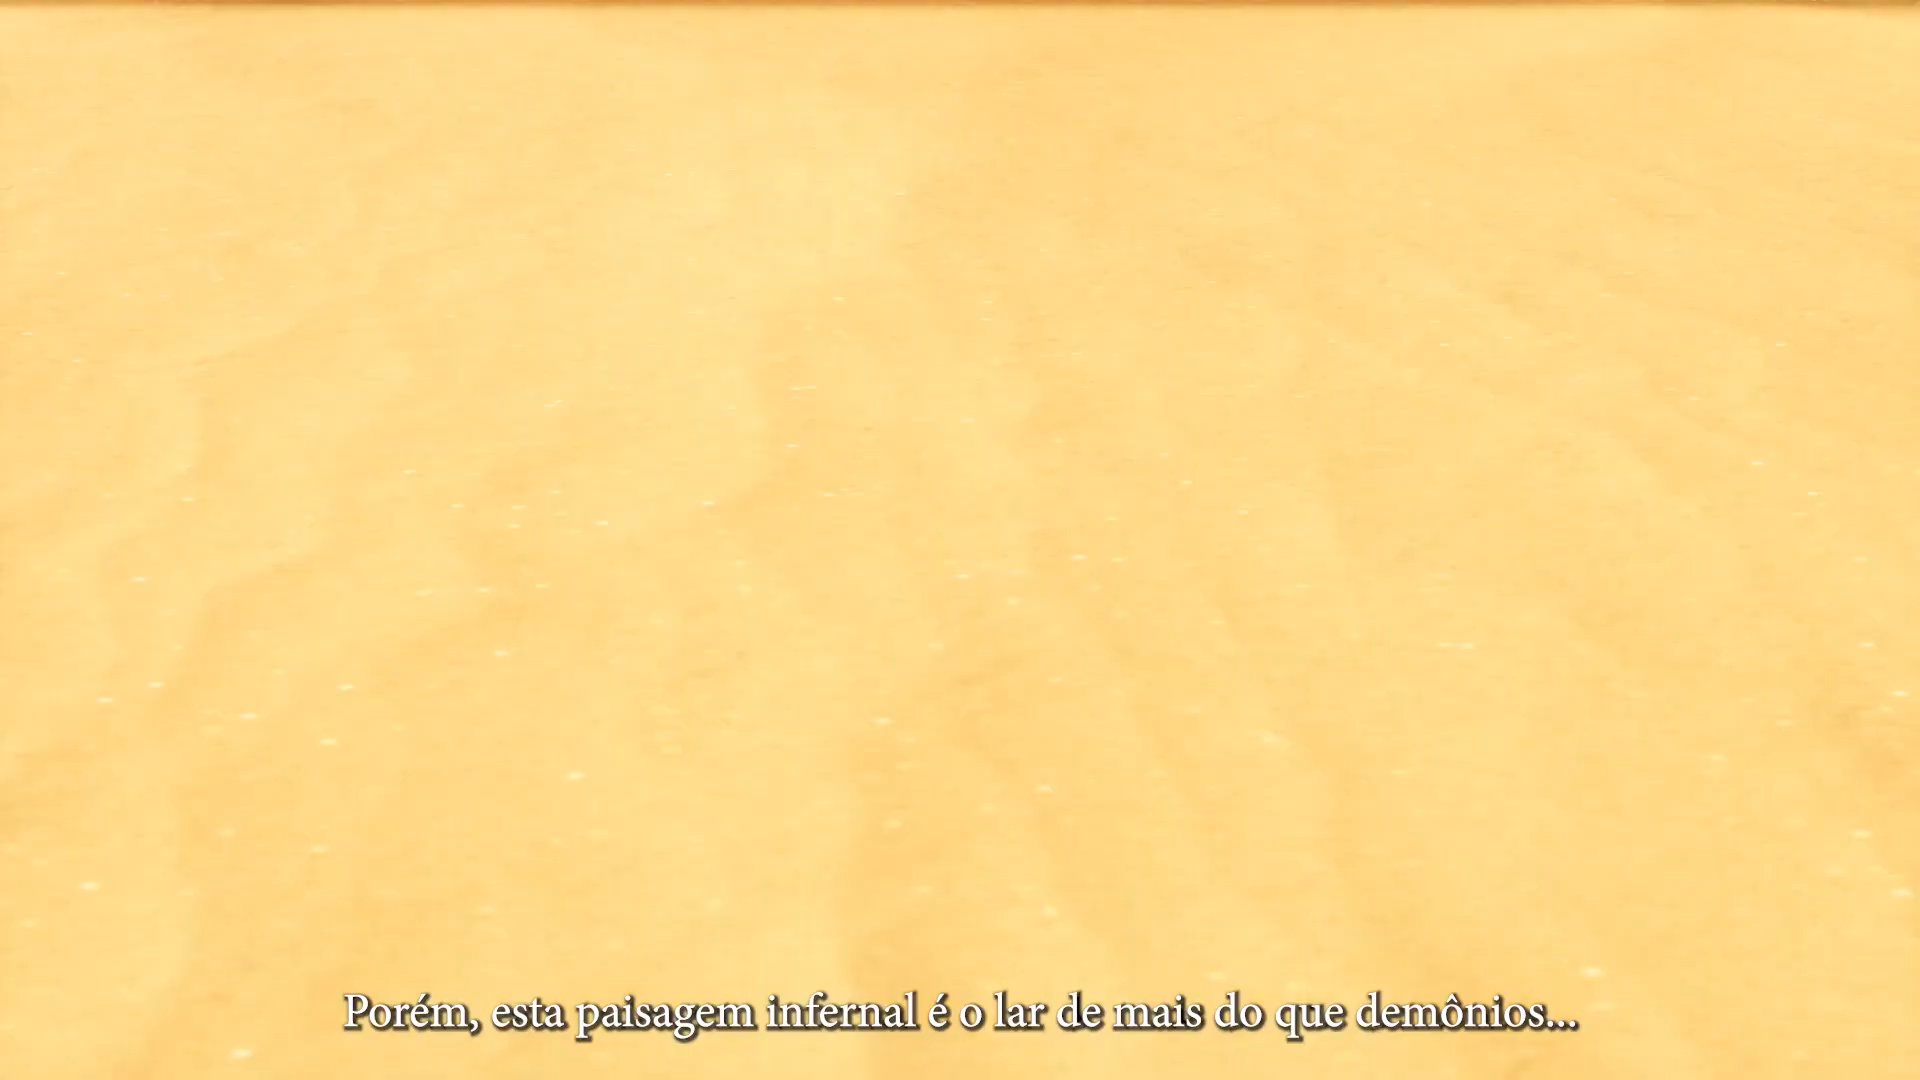 Porém, esta paisagem infernal é o lar de mais do que demônios...